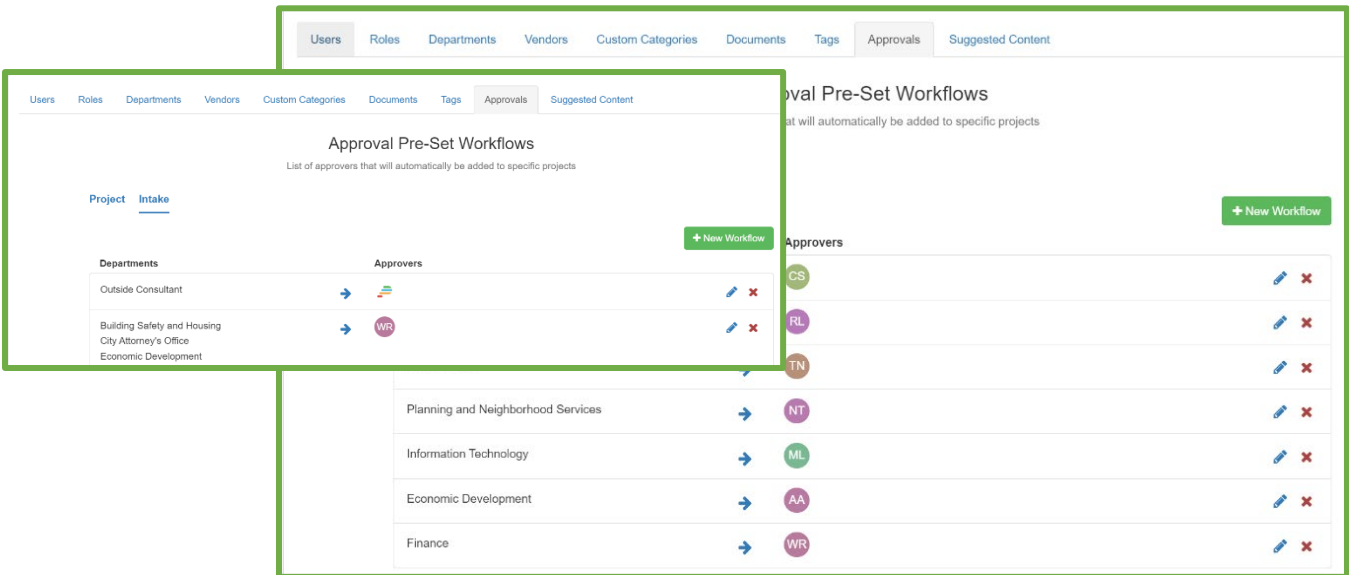 Users Roles Departments Vendors Custom Categories Documents Tags Approvals Suggested Content
Pre-Set Workflows
will automatically be added to specific projects
+ New Workflow
Approvers
CS
RL
TN
Planning and Neighborhood Services NT
Information Technology ML
Economic Development AA
Finance WR
Users Roles Departments Vendors Custom Categories Documents Tags Approvals Suggested Content
Approval Pre-Set Workflows
List of approvers that will automatically be added to specific projects
Project Intake
+ New Workflow
Departments Approvers
Outside Consultant
Building Safety and Housing WR
City Attorney's Office
Economic Development